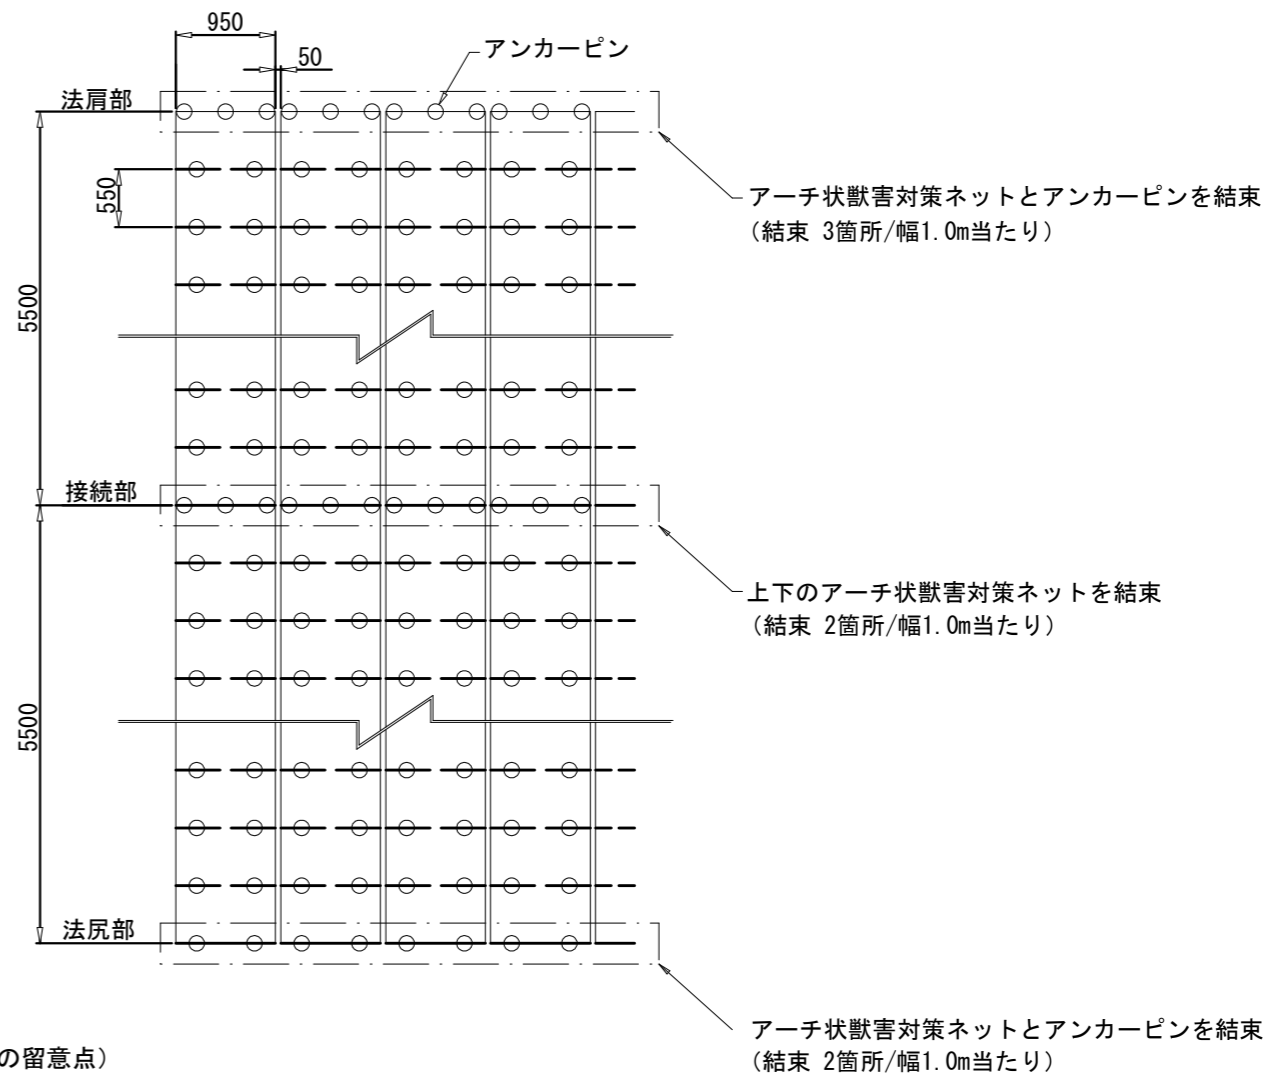 950
50
アンカーピン
法肩部
550
5500
アーチ状獣害対策ネットとアンカーピンを結束
(結束 3箇所/幅1.0m当たり)
接続部
上下のアーチ状獣害対策ネットを結束
(結束 2箇所/幅1.0m当たり)
5500
法尻部
アーチ状獣害対策ネットとアンカーピンを結束
(結束 2箇所/幅1.0m当たり)
の留意点)